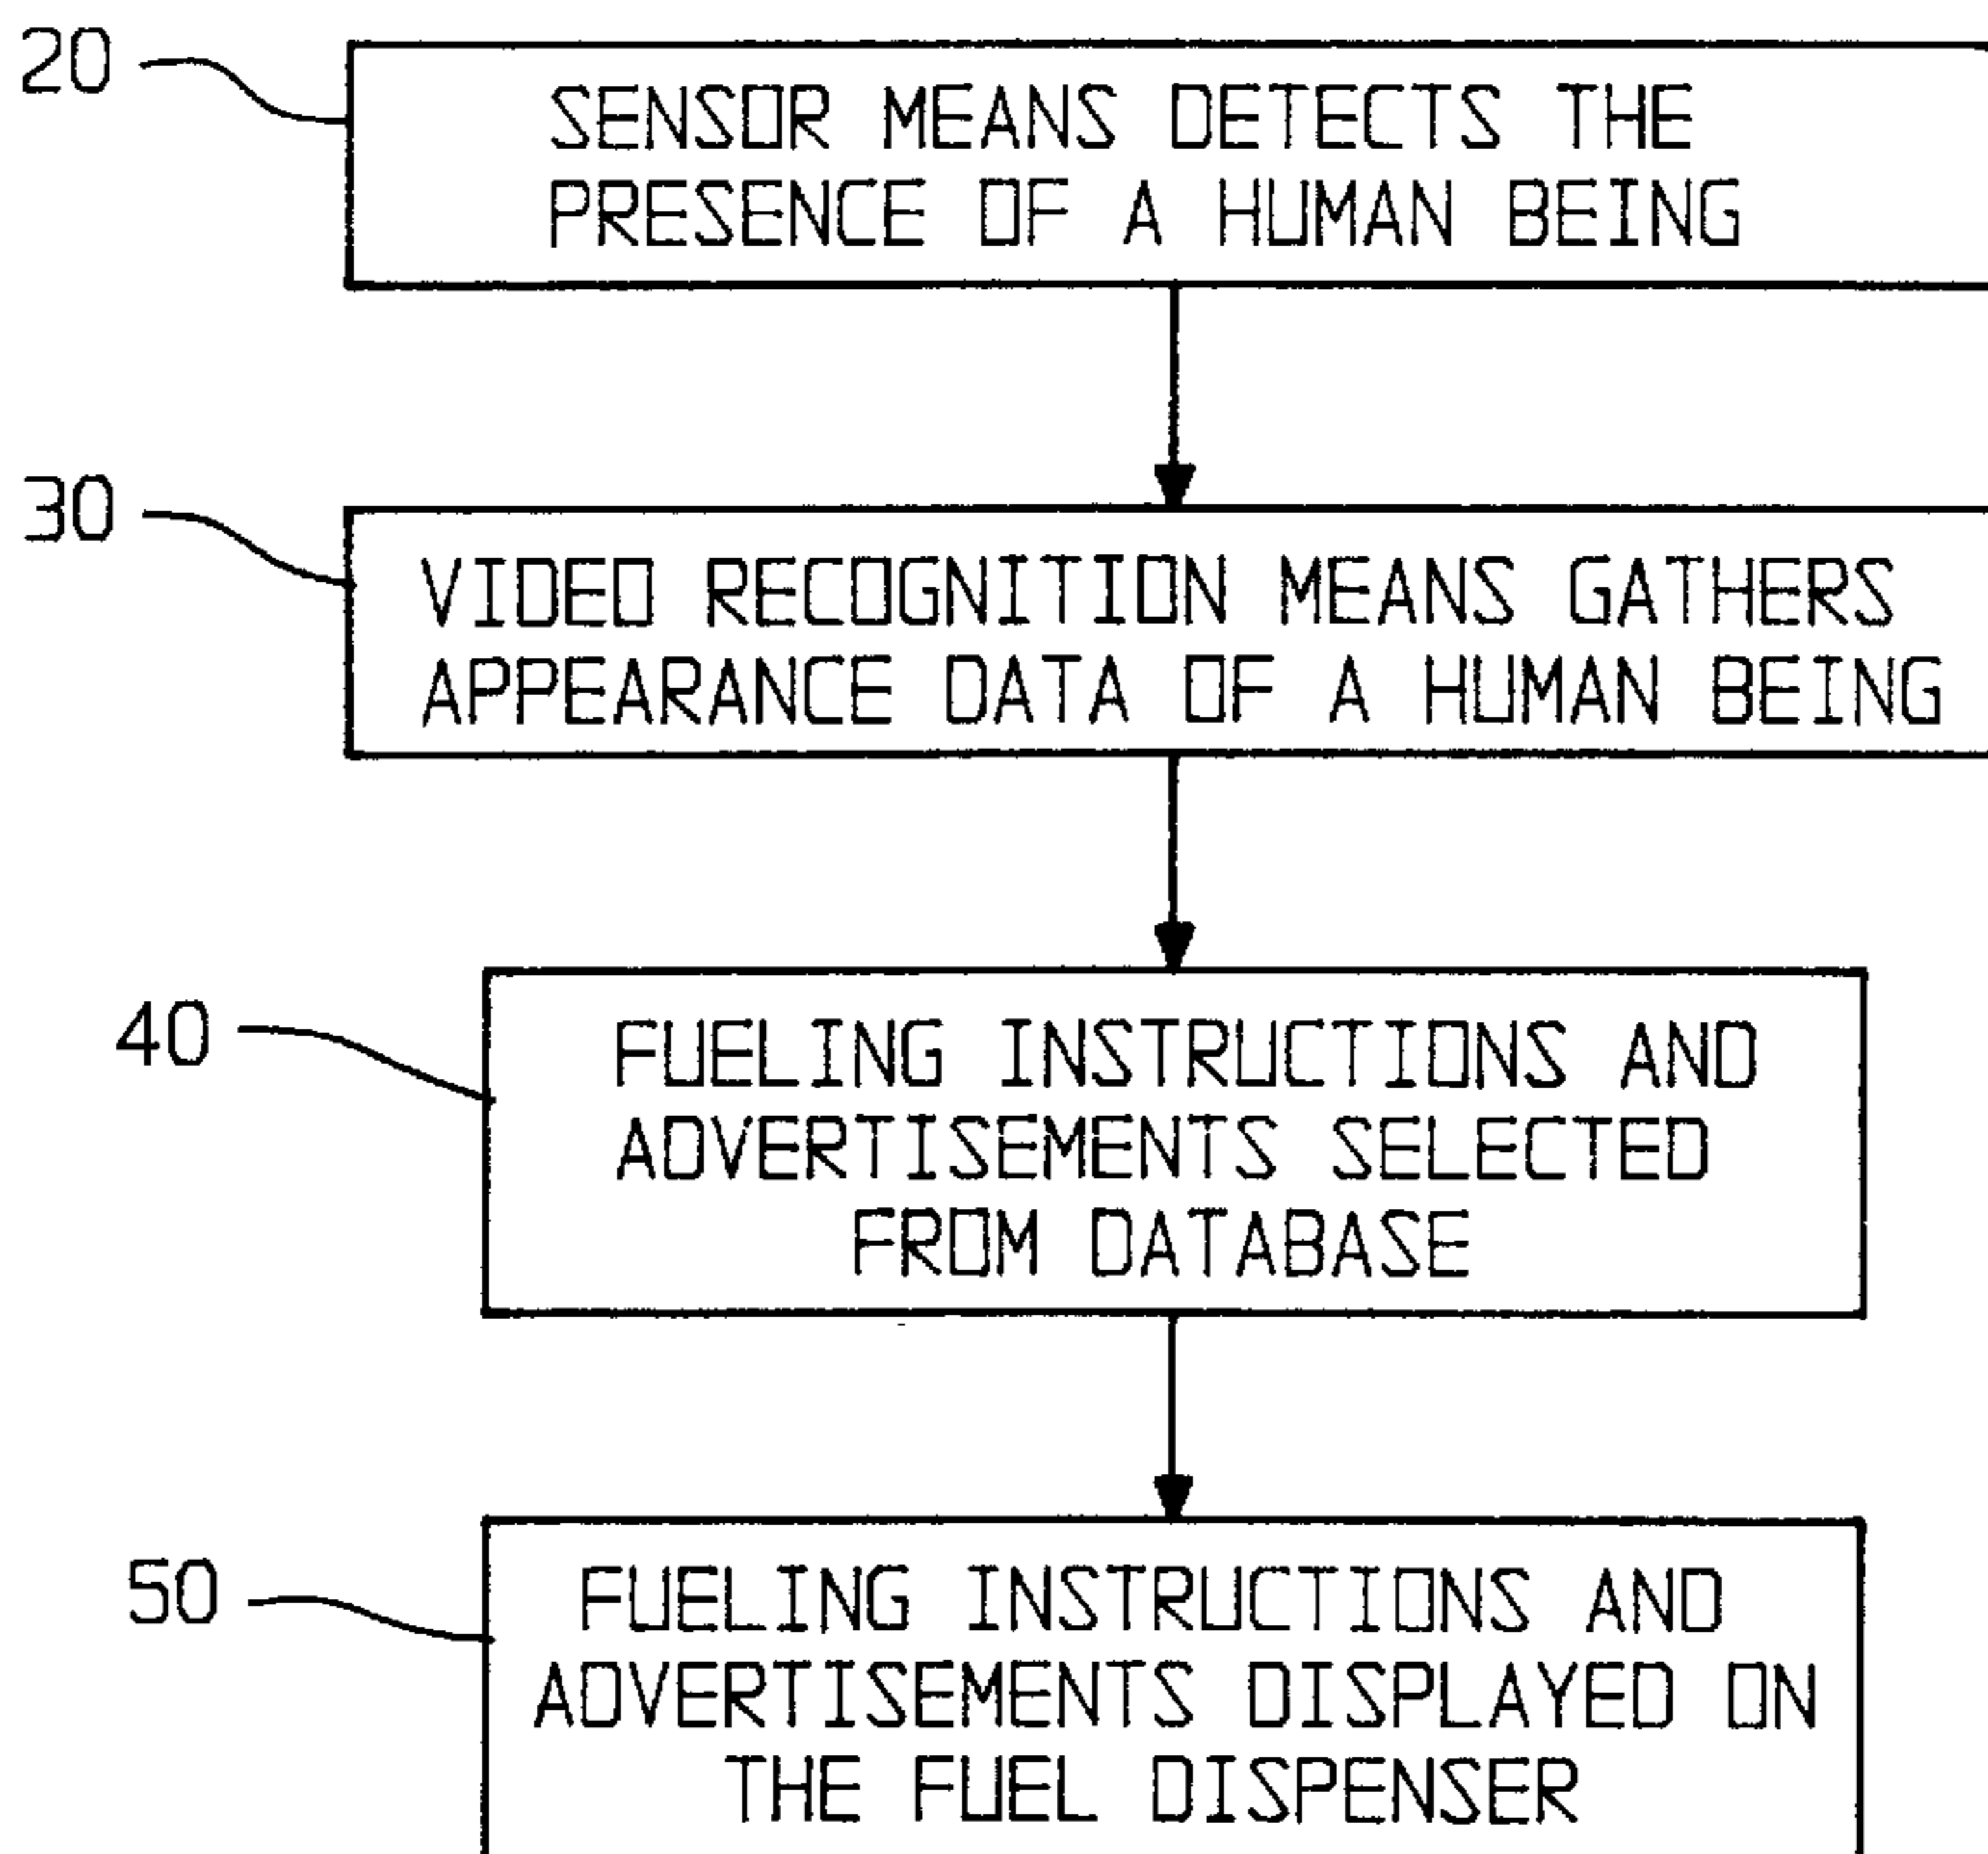 20
SENSOR MEANS DETECTS THE
PRESENCE OF A HUMAN BEING
30
VIDEO RECOGNITION MEANS GATHERS
APPEARANCE DATA OF A HUMAN BEING
40
FUELING INSTRUCTIONS AND
ADVERTISEMENTS SELECTED
FROM DATABASE
50
FUELING INSTRUCTIONS AND
ADVERTISEMENTS DISPLAYED ON
THE FUEL DISPENSER